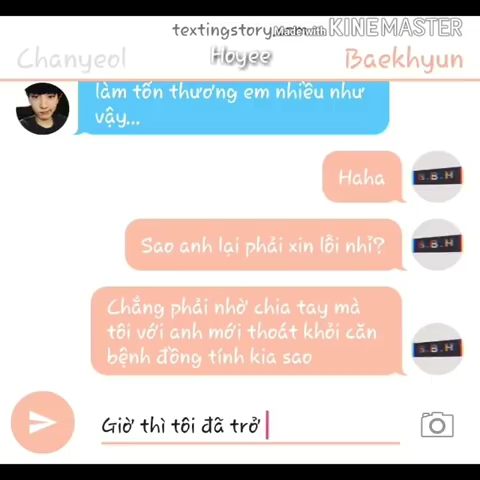 textingstory.com
Made with KINEMASTER
Chanyeol
Hoyee
Baekhyun
làm tổn thương em nhiều như
vậy...
Haha
S.B.H
Sao anh lại phải xin lỗi nhỉ?
S.B.H
Chẳng phải nhờ chia tay mà
tôi với anh mới thoát khỏi căn
bệnh đồng tính kia sao
S.B.H
Giờ thì tôi đã trở